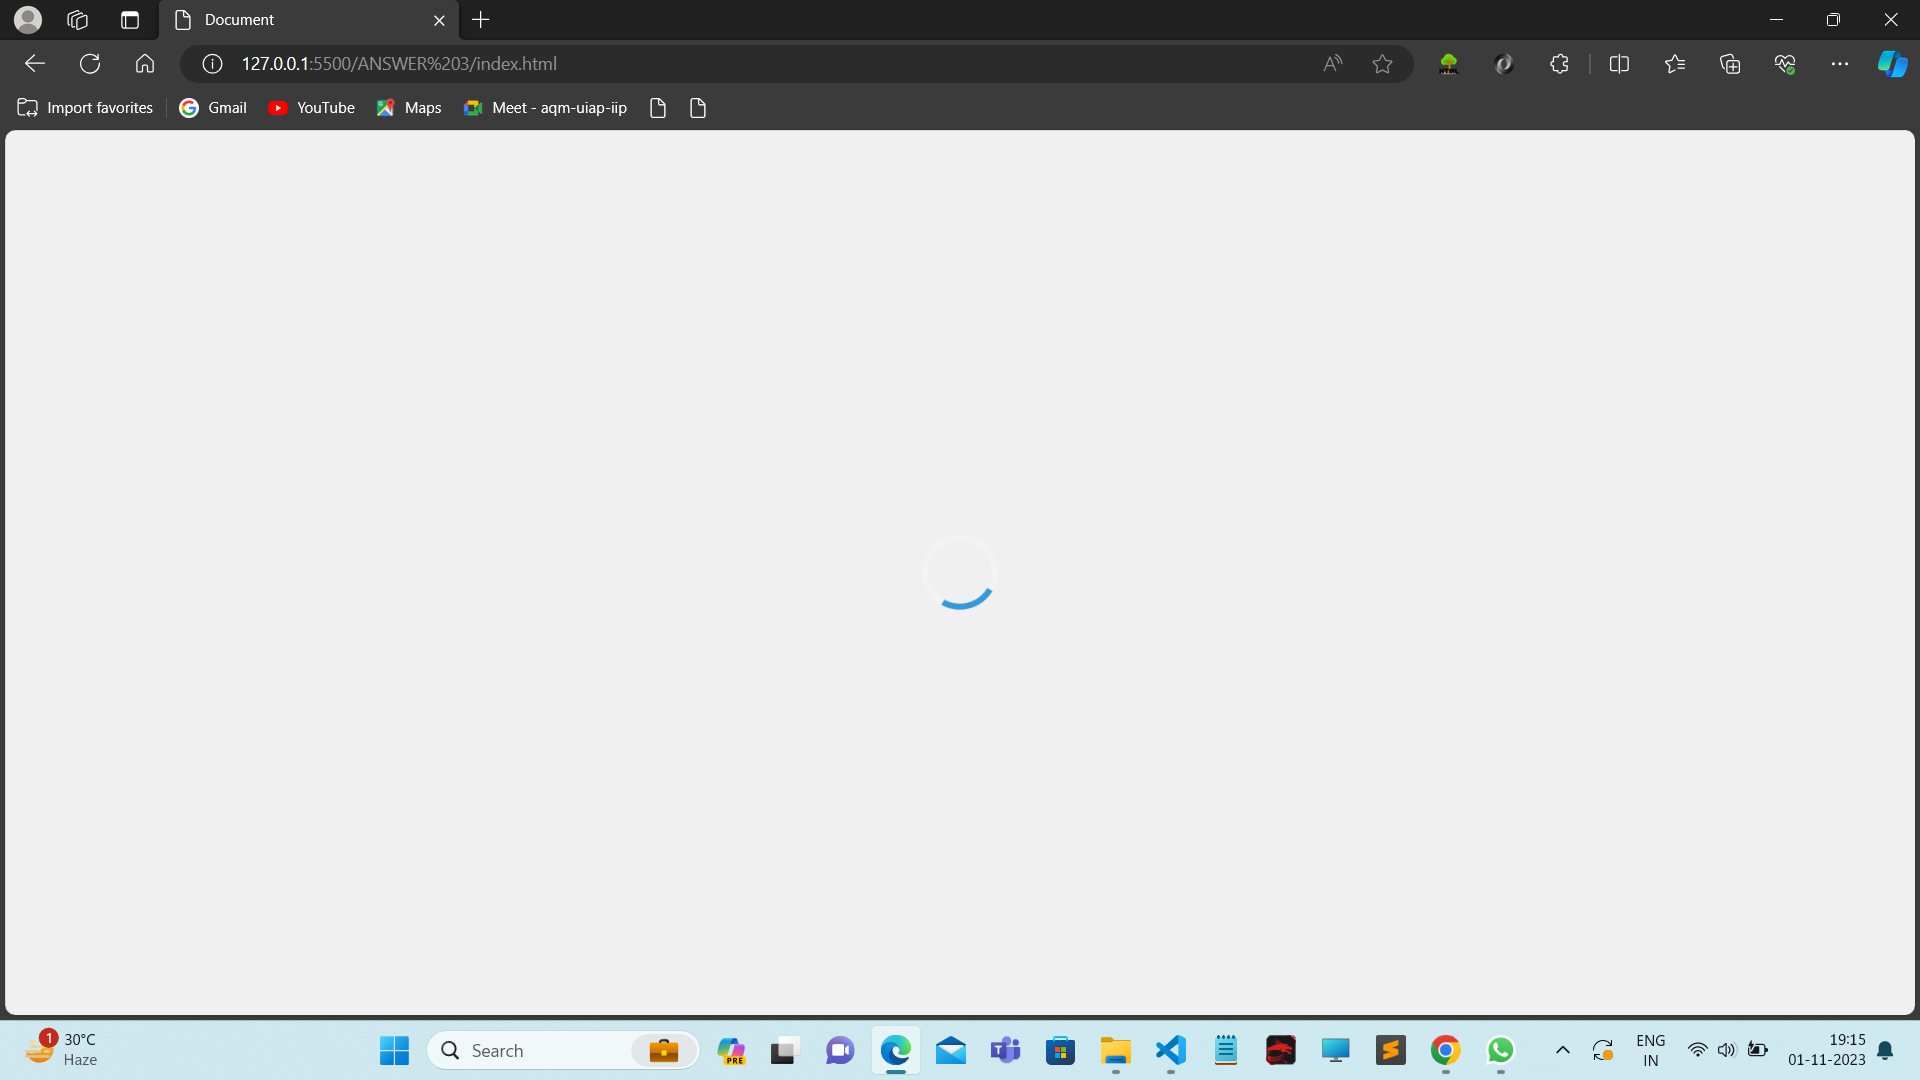 Document
127.0.0.1:5500/ANSWER%203/index.html
Import favorites
Gmail
YouTube
Maps
Meet - aqm-uiap-iip
1
30°C
Haze
Search
PRE
ENG
IN
19:15
01-11-2023